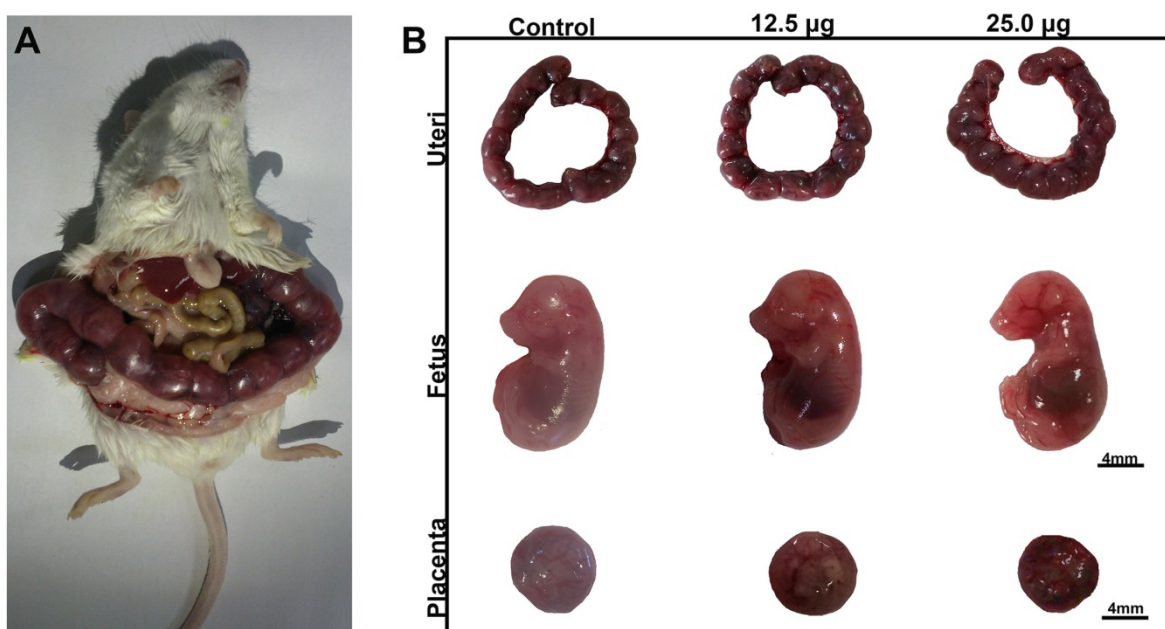 A
B
Control 12.5 µg 25.0 µg
Uteri
Fetus
4mm
Placenta
4mm